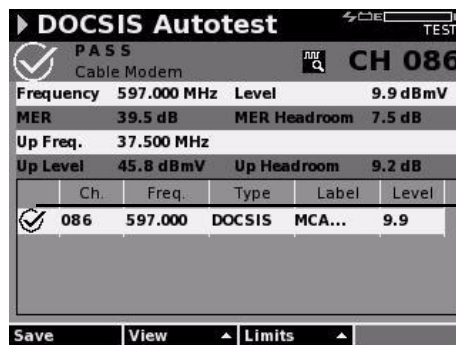 DOCSIS Autotest
TEST
PASS
Cable Modem
CH 086
Frequency 597.000 MHz Level 9.9 dBmV
MER 39.5 dB MER Headroom 7.5 dB
Up Freq. 37.500 MHz
Up Level 45.8 dBmV Up Headroom 9.2 dB
Ch. Freq. Type Label Level
086 597.000 DOCSIS MCA... 9.9
Save View Limits